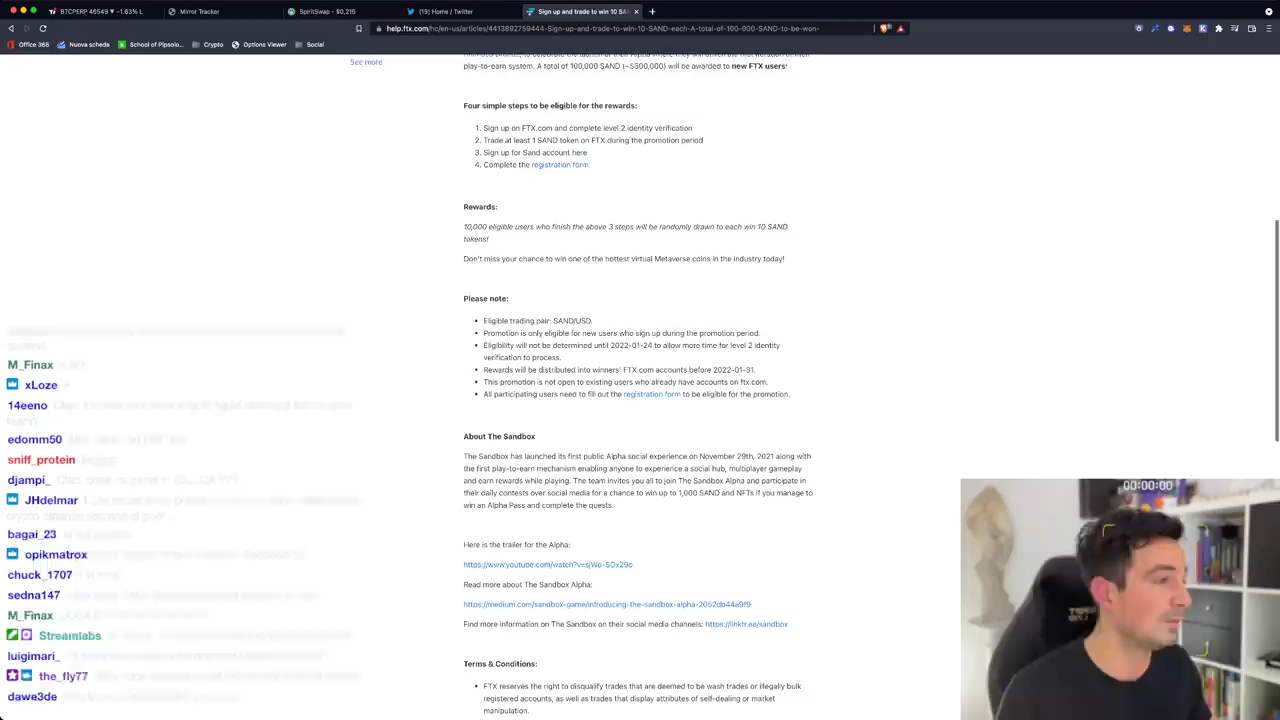 BTCPERP 46549 ▾ -1.63% L
Mirror Tracker
SpiritSwap - $0,215
(19) Home / Twitter
Sign up and trade to win 10 SA
help.ftx.com/hc/en-us/articles/4413892759444-Sign-up-and-trade-to-win-10-SAND-each-A-total-of-100-000-SAND-to-be-won-
Office 365
Nuova scheda
School of Pipsolo...
Crypto
Options Viewer
Social
See more
play-to-earn system. A total of 100,000 SAND (~$500,000) will be awarded to new FTX users!
Four simple steps to be eligible for the rewards:
1. Sign up on FTX.com and complete level 2 identity verification
2. Trade at least 1 SAND token on FTX during the promotion period
3. Sign up for Sand account here
4. Complete the registration form
Rewards:
10,000 eligible users who finish the above 3 steps will be randomly drawn to each win 10 SAND
tokens!
Don't miss your chance to win one of the hottest virtual Metaverse coins in the industry today!
Please note:
Eligible trading pair: SAND/USD.
Promotion is only eligible for new users who sign up during the promotion period.
Eligibility will not be determined until 2022-01-24 to allow more time for level 2 identity
verification to process.
Rewards will be distributed into winners' FTX.com accounts before 2022-01-31.
This promotion is not open to existing users who already have accounts on ftx.com.
All participating users need to fill out the registration form to be eligible for the promotion.
About The Sandbox
The Sandbox has launched its first public Alpha social experience on November 29th, 2021 along with
the first play-to-earn mechanism enabling anyone to experience a social hub, multiplayer gameplay
and earn rewards while playing. The team invites you all to join The Sandbox Alpha and participate in
their daily contests over social media for a chance to win up to 1,000 SAND and NFTs if you manage to
win an Alpha Pass and complete the quests.
Here is the trailer for the Alpha:
https://www.youtube.com/watch?v=sjWo-SOx29o
Read more about The Sandbox Alpha:
https://medium.com/sandbox-game/introducing-the-sandbox-alpha-2052db44a9f9
Find more information on The Sandbox on their social media channels: https://linktr.ee/sandbox
Terms & Conditions:
FTX reserves the right to disqualify trades that are deemed to be wash trades or illegally bulk
registered accounts, as well as trades that display attributes of self-dealing or market
manipulation.
M_Finax
xLoze
14eeno
edomm50
sniff_protein
djampi_
JHdelmar
bagai_23
opikmatrox
chuck_1707
sedna147
M_Finax
Streamlabs
luigimari_
the_fly77
dawe3de
00:00:00